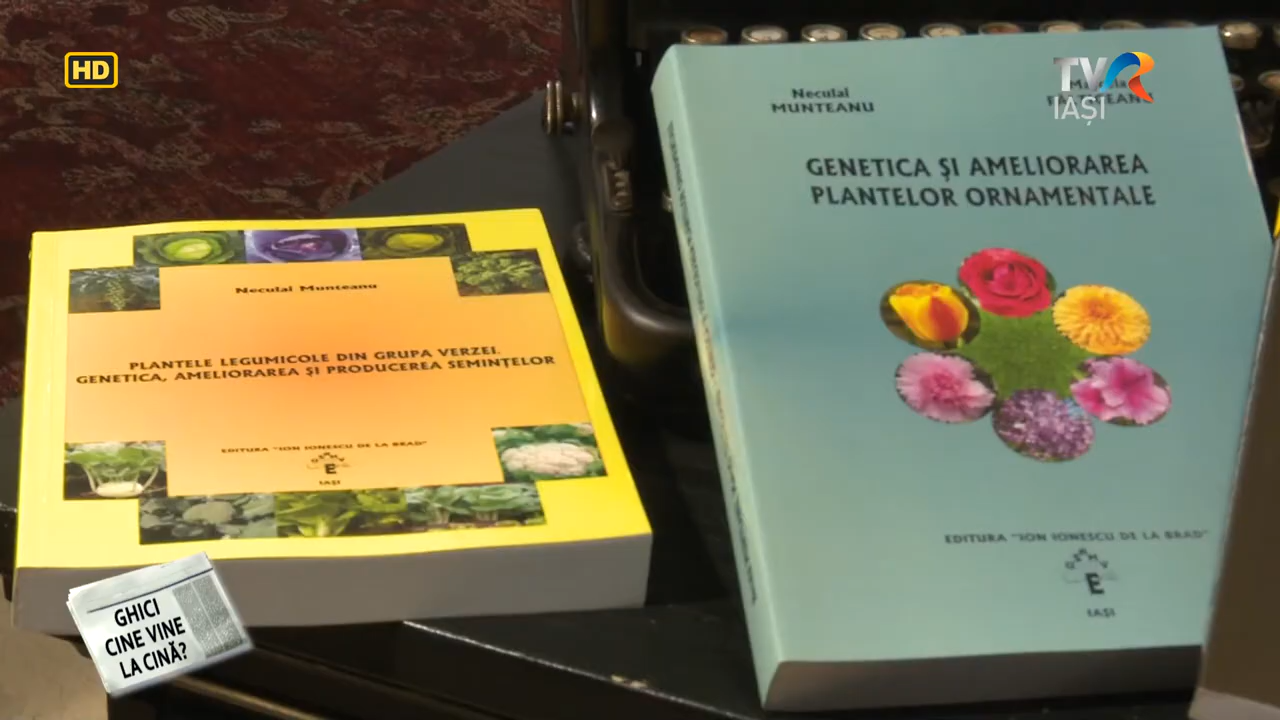 HD
TVR
IAȘI
Neculai
MUNTEANU
GENETICA ȘI AMELIORAREA
PLANTELOR ORNAMENTALE
EDITURA "ION IONESCU DE LA BRAD"
E
IAȘI
Neculai Munteanu
PLANTELE LEGUMICOLE DIN GRUPA VERZEI.
GENETICA, AMELIORAREA ȘI PRODUCEREA SEMINȚELOR
EDITURA "ION IONESCU DE LA BRAD"
E
IAȘI
GHICI
CINE VINE
LA CINĂ?